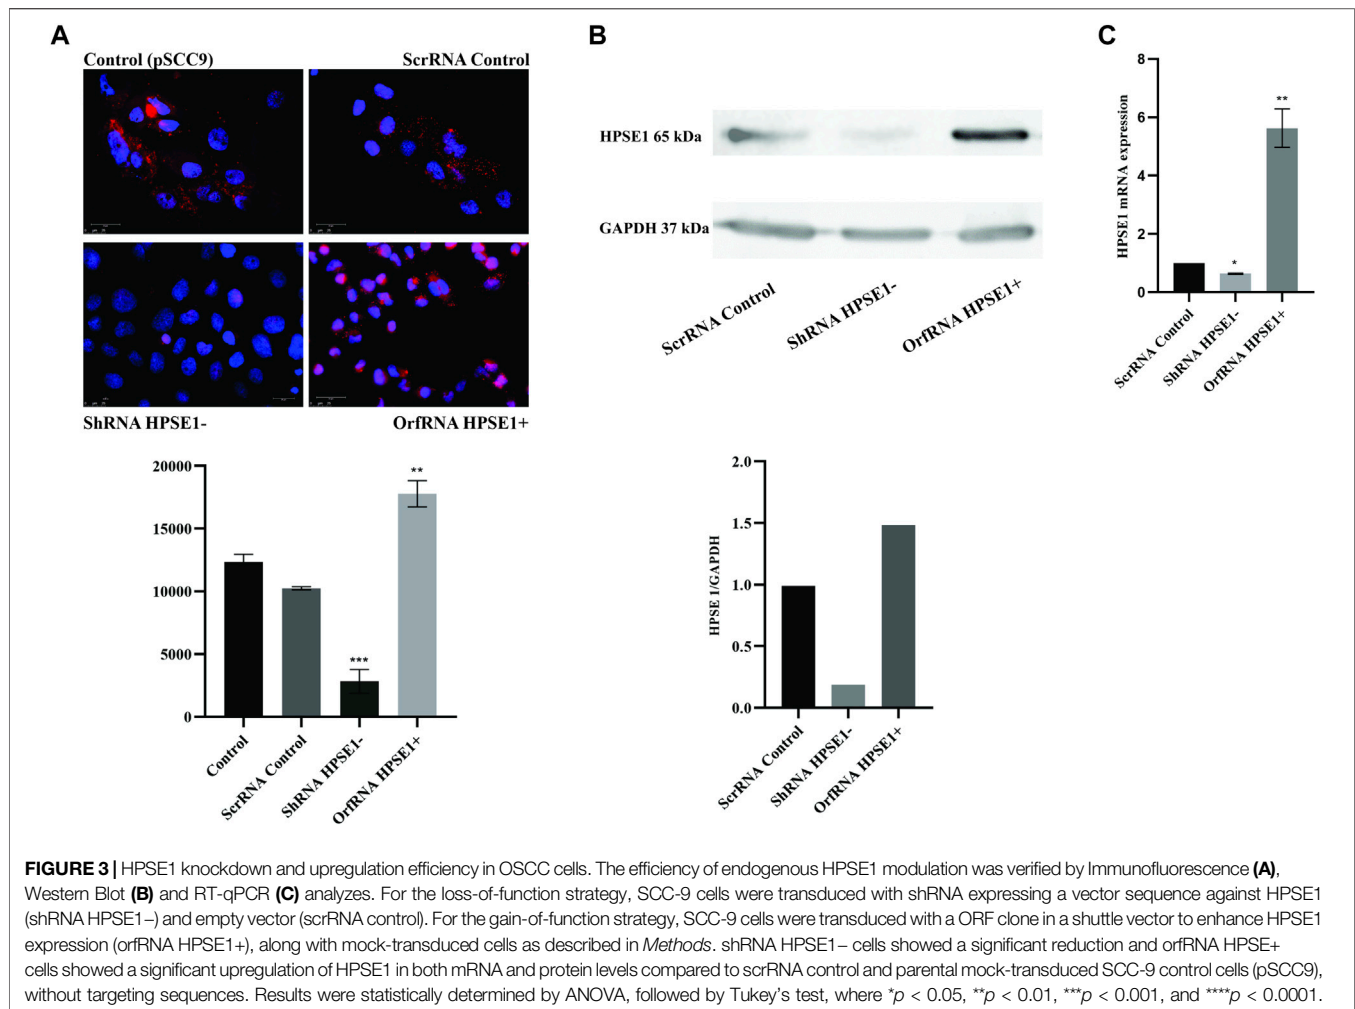 A
B
C
Control (pSCC9)
ScrRNA Control
ShRNA HPSE1-
OrfRNA HPSE1+
20000
15000
10000
5000
0
**
***
Control
ScrRNA Control
ShRNA HPSE1-
OrfRNA HPSE1+
HPSE1 65 kDa
GAPDH 37 kDa
ScrRNA Control
ShRNA HPSE1-
OrfRNA HPSE1+
HPSE 1/GAPDH
2.0
1.5
1.0
0.5
0.0
ScrRNA Control
ShRNA HPSE1-
OrfRNA HPSE1+
HPSE1 mRNA expression
8
6
4
2
0
*
**
ScrRNA Control
ShRNA HPSE1-
OrfRNA HPSE1+
FIGURE 3 | HPSE1 knockdown and upregulation efficiency in OSCC cells. The efficiency of endogenous HPSE1 modulation was verified by Immunofluorescence (A),
Western Blot (B) and RT-qPCR (C) analyzes. For the loss-of-function strategy, SCC-9 cells were transduced with shRNA expressing a vector sequence against HPSE1
(shRNA HPSE1−) and empty vector (scrRNA control). For the gain-of-function strategy, SCC-9 cells were transduced with a ORF clone in a shuttle vector to enhance HPSE1
expression (orfRNA HPSE1+), along with mock-transduced cells as described in Methods. shRNA HPSE1− cells showed a significant reduction and orfRNA HPSE+
cells showed a significant upregulation of HPSE1 in both mRNA and protein levels compared to scrRNA control and parental mock-transduced SCC-9 control cells (pSCC9),
without targeting sequences. Results were statistically determined by ANOVA, followed by Tukey's test, where *p < 0.05, **p < 0.01, ***p < 0.001, and ****p < 0.0001.